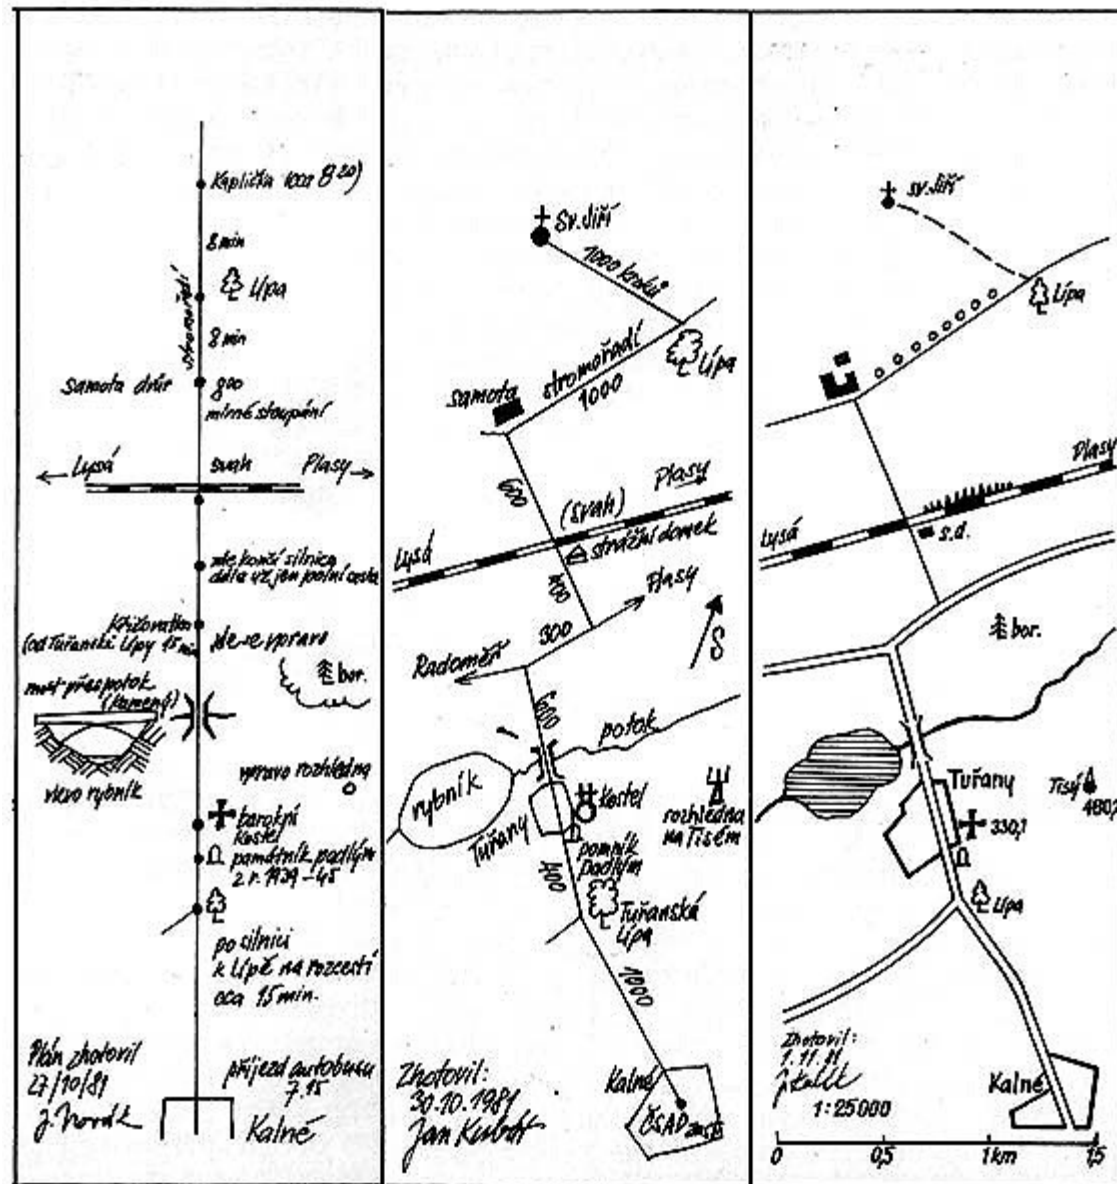 Kaplička (cca 8²⁰)
8 min
Lípa
stromořadí
8 min
samota dvůr
8⁰⁰
mírné stoupání
Lysá
svah
Plasy
zde končí silnice
dále už jen polní cesta
Křižovatka
(od Tuřanské Lípy 15 min
zde se vpravo
bor.
most přes potok
(kamenný)
vlevo rybník
vpravo rozhledna
barokní
kostel
památník padlým
z r. 1939-45
po silnici
k Lípě na rozcestí
cca 15 min.
Plán zhotovil
27/10/81
J. Novák
příjezd autobusu
7.15
Kalné
Sv. Jiří
1000 kroků
Lípa
stromořadí
1000
samota
600
(svah)
Plasy
Lysá
strážní domek
400
Plasy
300
Radoměř
S
600
potok
rybník
Kostel
Tuřany
rozhledna
na Tisém
pomník
padlým
400
Tuřanská
Lípa
1000
Kalné
ČSAD
Zhotovil:
30.10.1981
Jan Kubát
sv. Jiří
Lípa
Plasy
Lysá
s.d.
bor.
Tuřany
Tisý
480,
330,1
Lípa
Zhotovil:
1.11.81
Kalné
1:25000
0
0,5
1 km
1,5